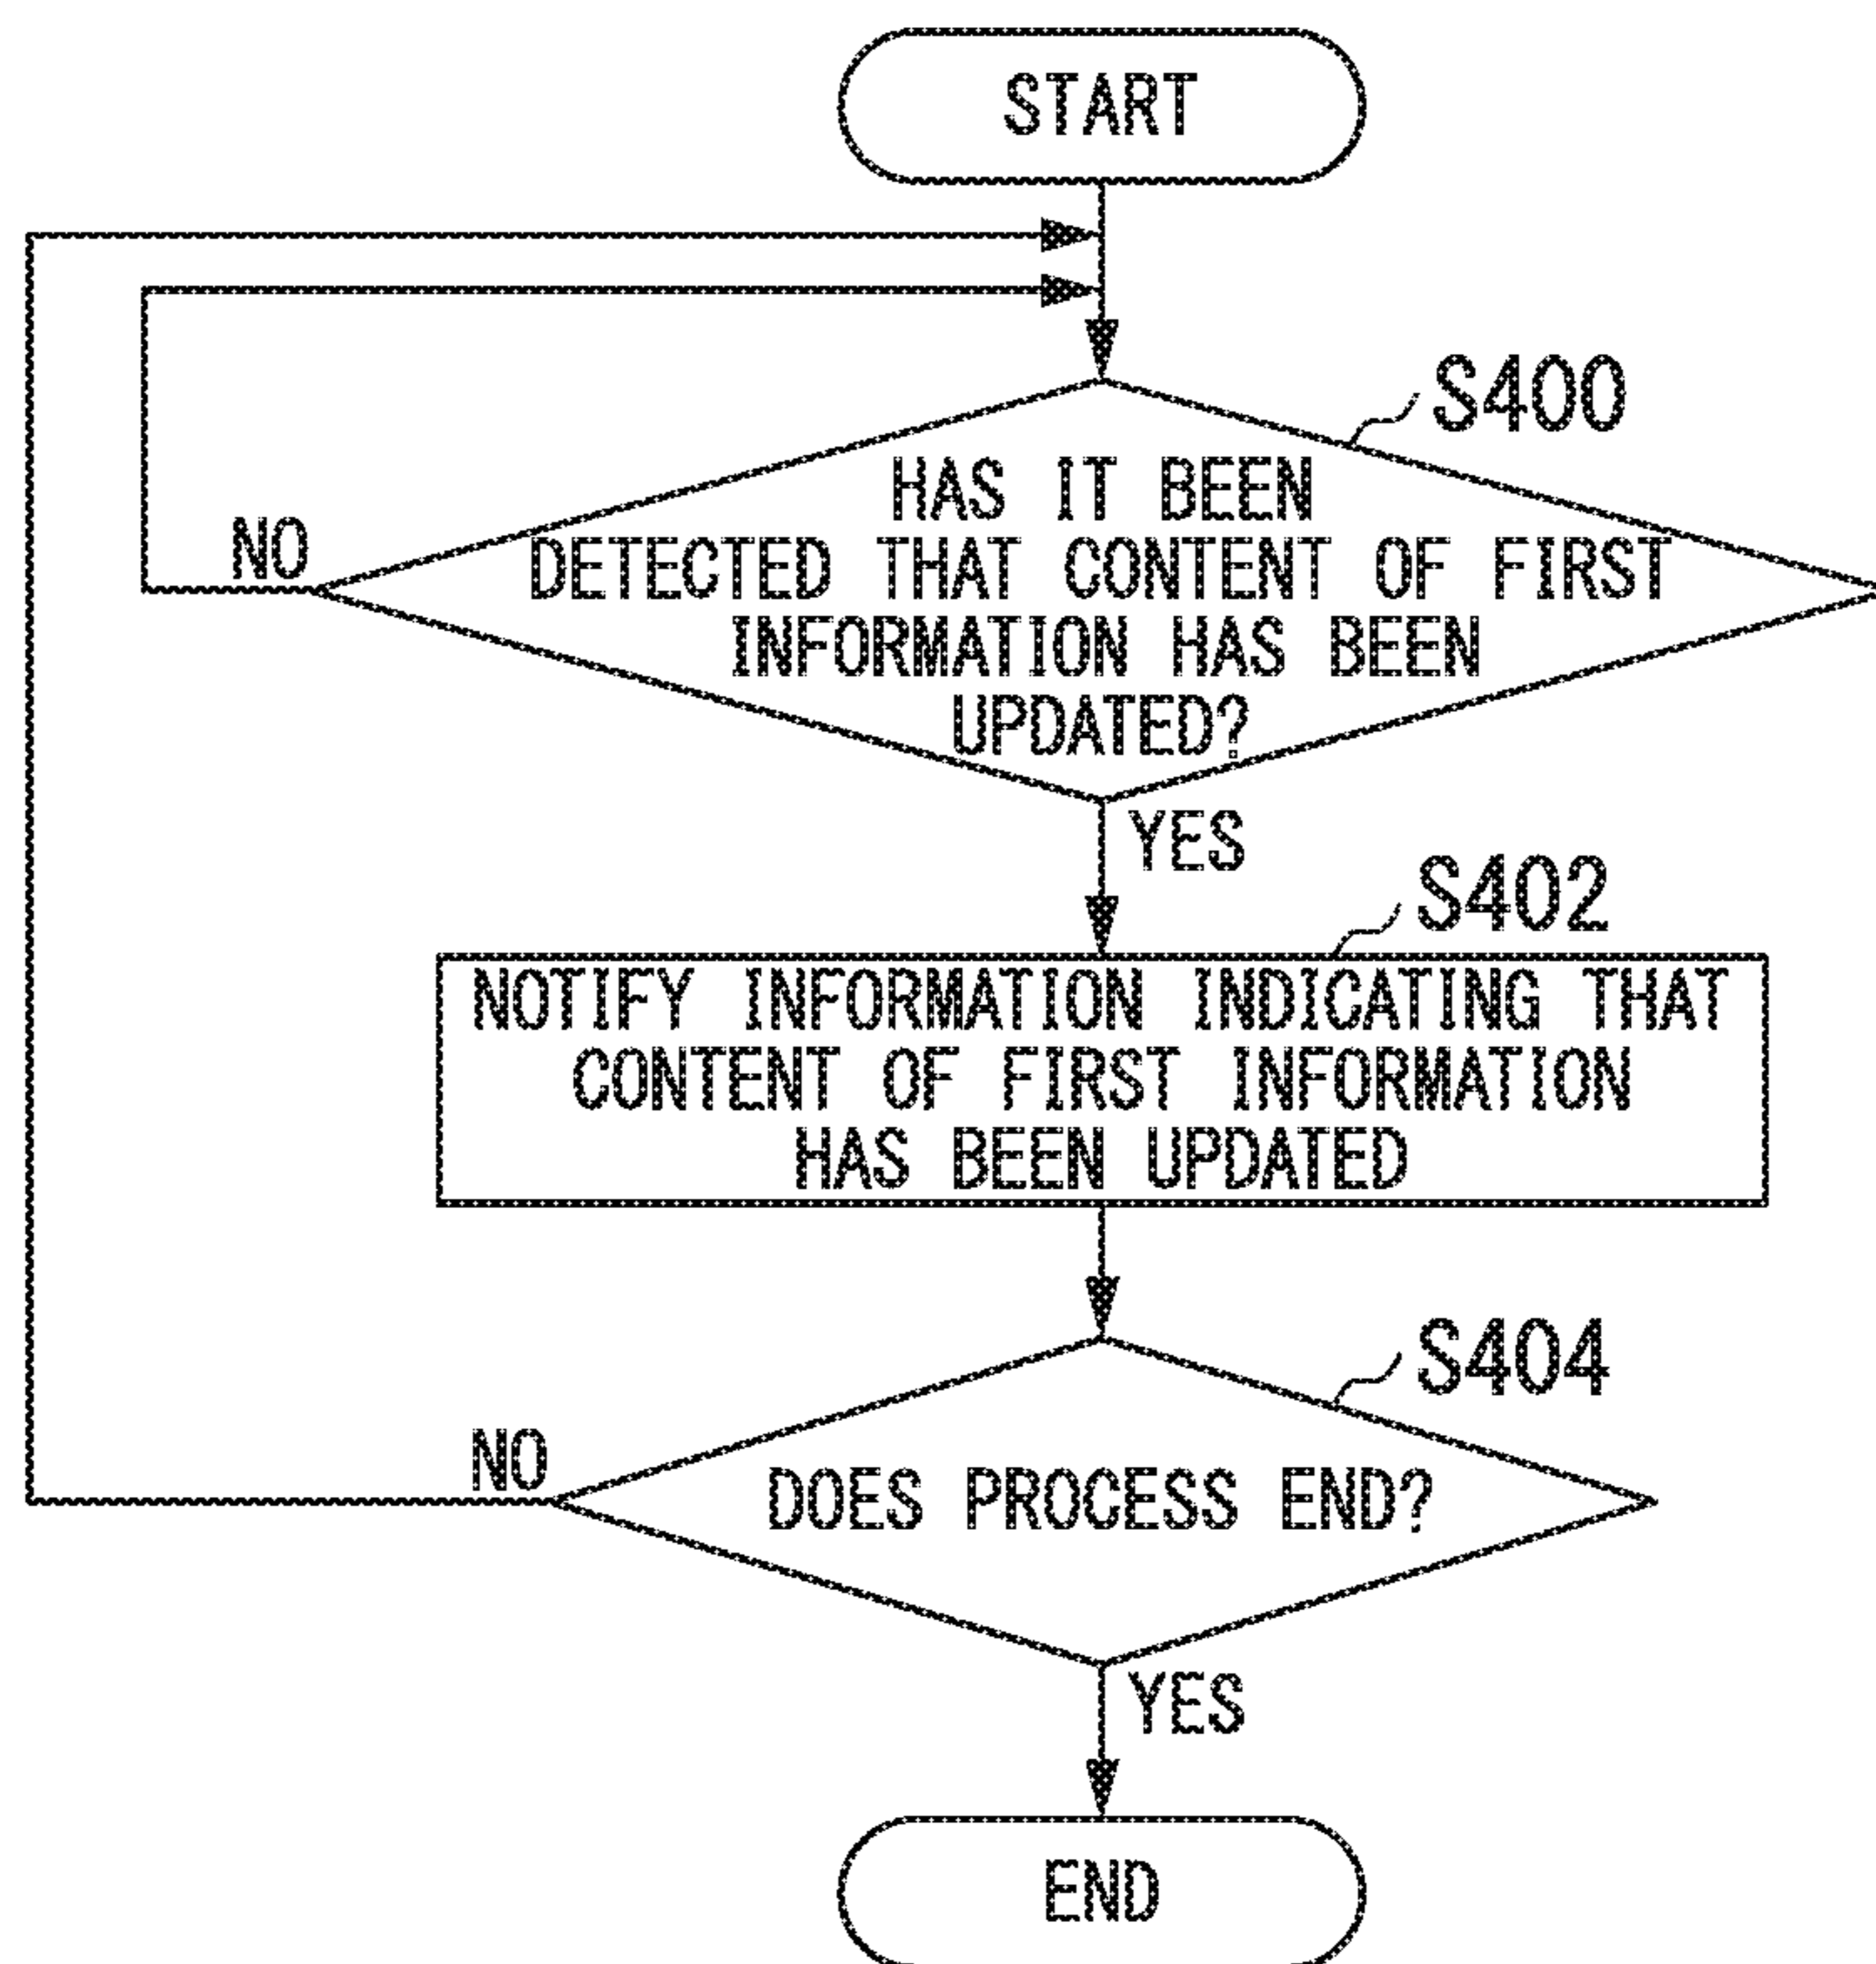 START
S400
HAS IT BEEN
DETECTED THAT CONTENT OF FIRST
INFORMATION HAS BEEN
UPDATED?
NO
YES
S402
NOTIFY INFORMATION INDICATING THAT
CONTENT OF FIRST INFORMATION
HAS BEEN UPDATED
S404
NO
DOES PROCESS END?
YES
END